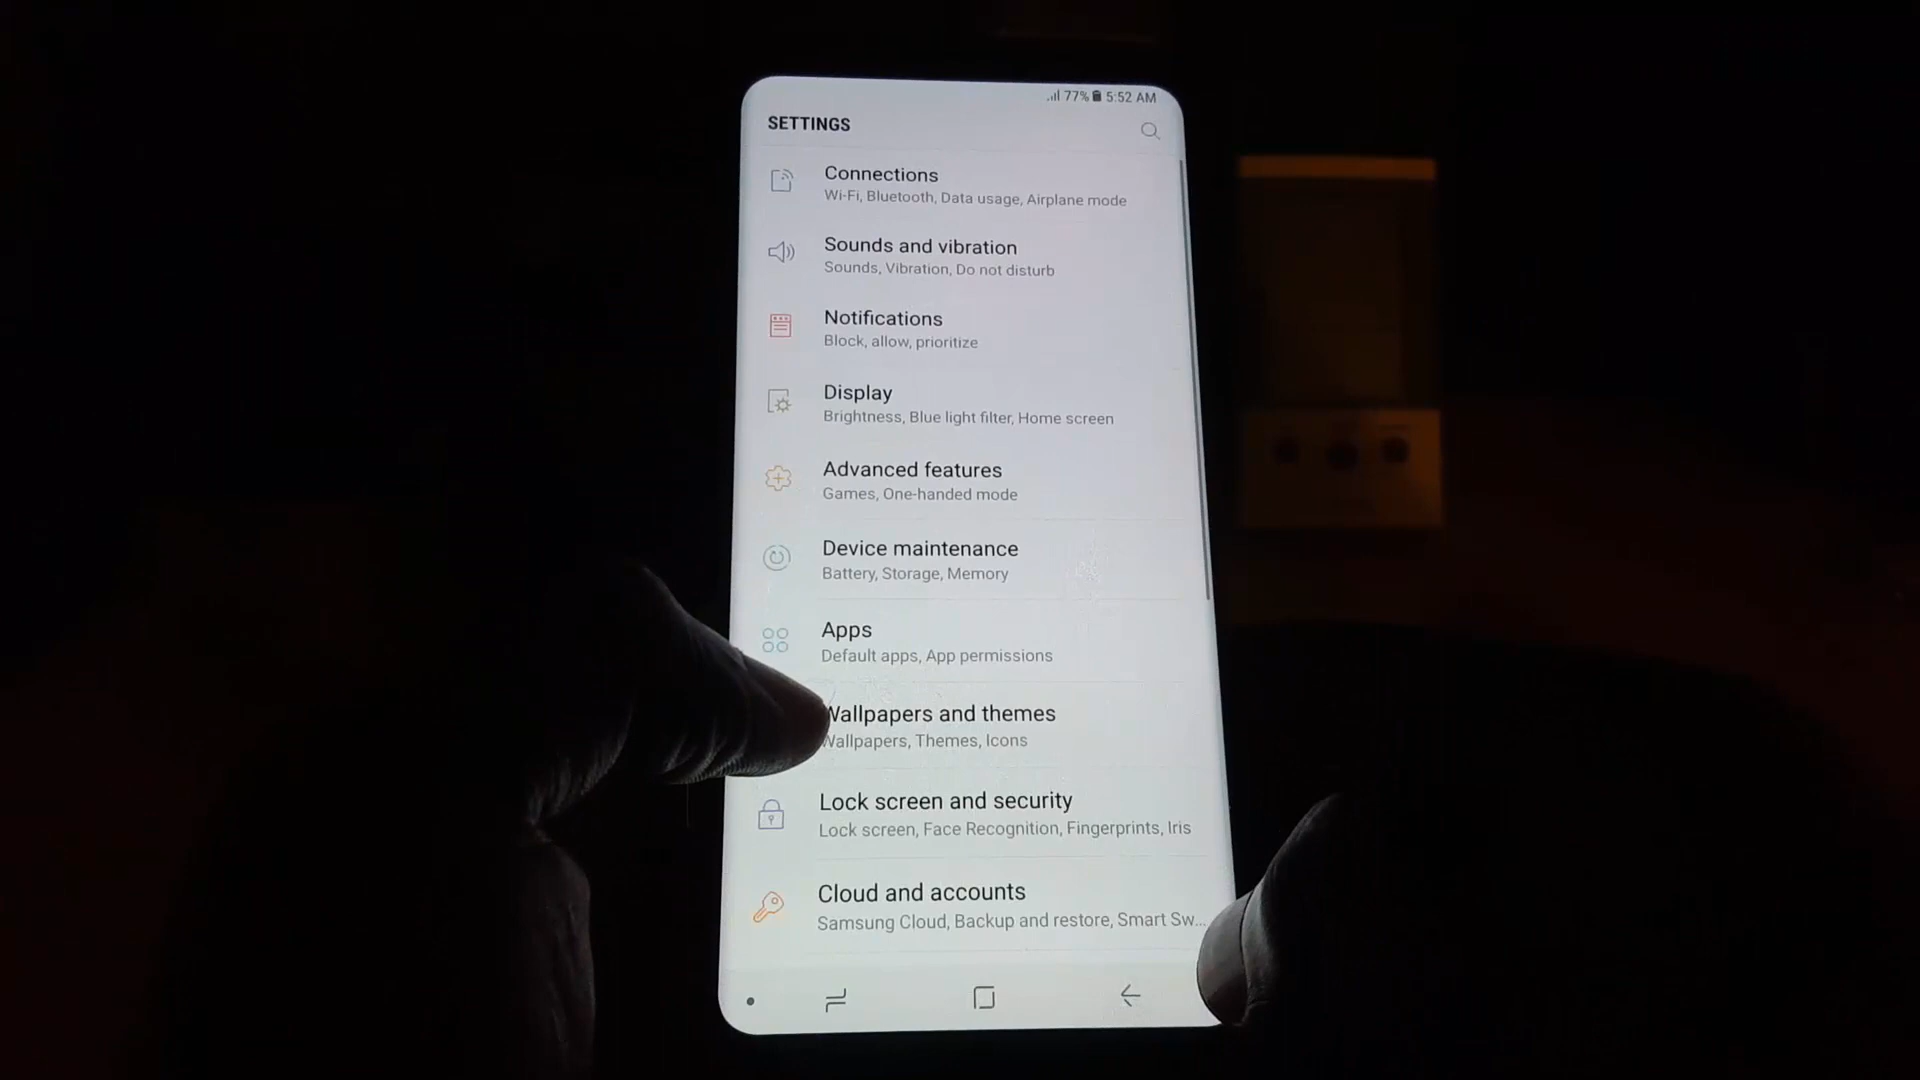 77% 5:52 AM
SETTINGS
Connections
Wi-Fi, Bluetooth, Data usage, Airplane mode
Sounds and vibration
Sounds, Vibration, Do not disturb
Notifications
Block, allow, prioritize
Display
Brightness, Blue light filter, Home screen
Advanced features
Games, One-handed mode
Device maintenance
Battery, Storage, Memory
Apps
Default apps, App permissions
Wallpapers and themes
Wallpapers, Themes, Icons
Lock screen and security
Lock screen, Face Recognition, Fingerprints, Iris
Cloud and accounts
Samsung Cloud, Backup and restore, Smart Sw...